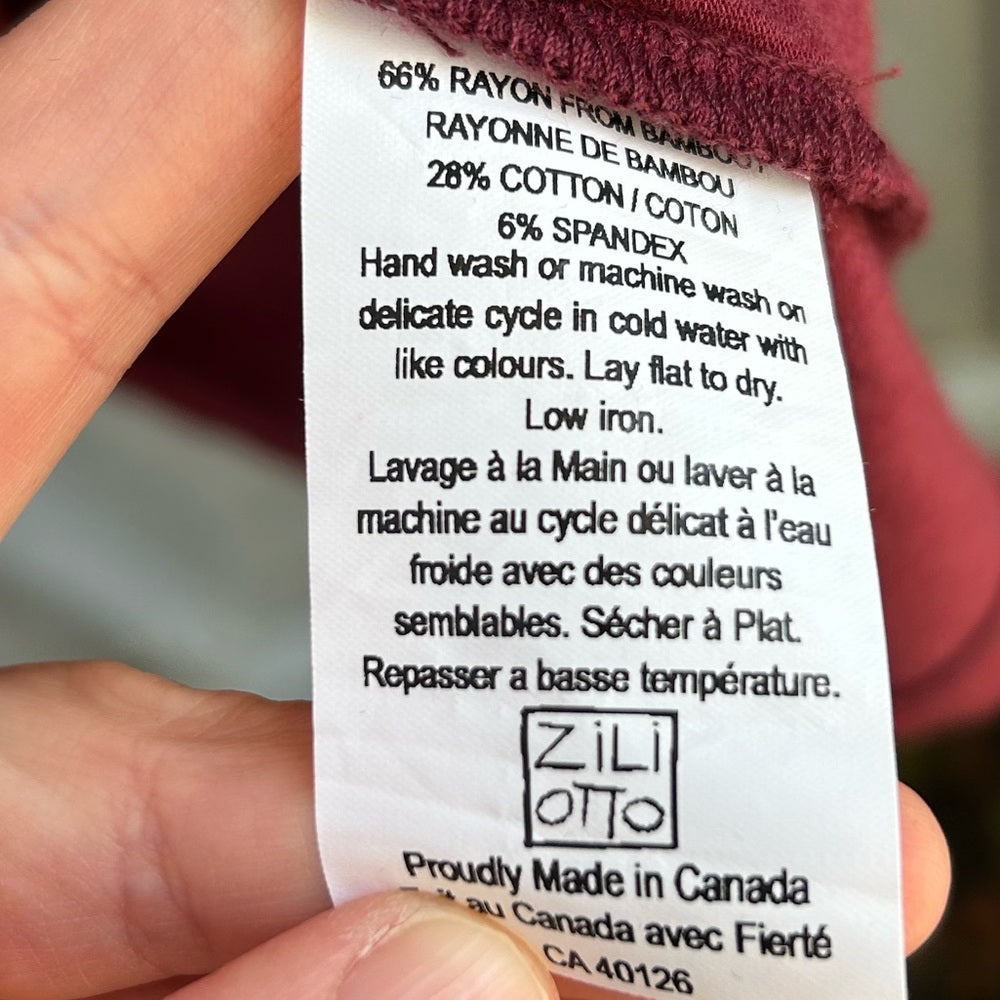 66% RAYON FROM BAMBOO /
RAYONNE DE BAMBOU
28% COTTON / COTON
6% SPANDEX
Hand wash or machine wash on
delicate cycle in cold water with
like colours. Lay flat to dry.
Low iron.
Lavage à la Main ou laver à la
machine au cycle délicat à l'eau
froide avec des couleurs
semblables. Sécher à Plat.
Repasser a basse température.
ZiLi
OTTO
Proudly Made in Canada
au Canada avec Fierté
CA 40126